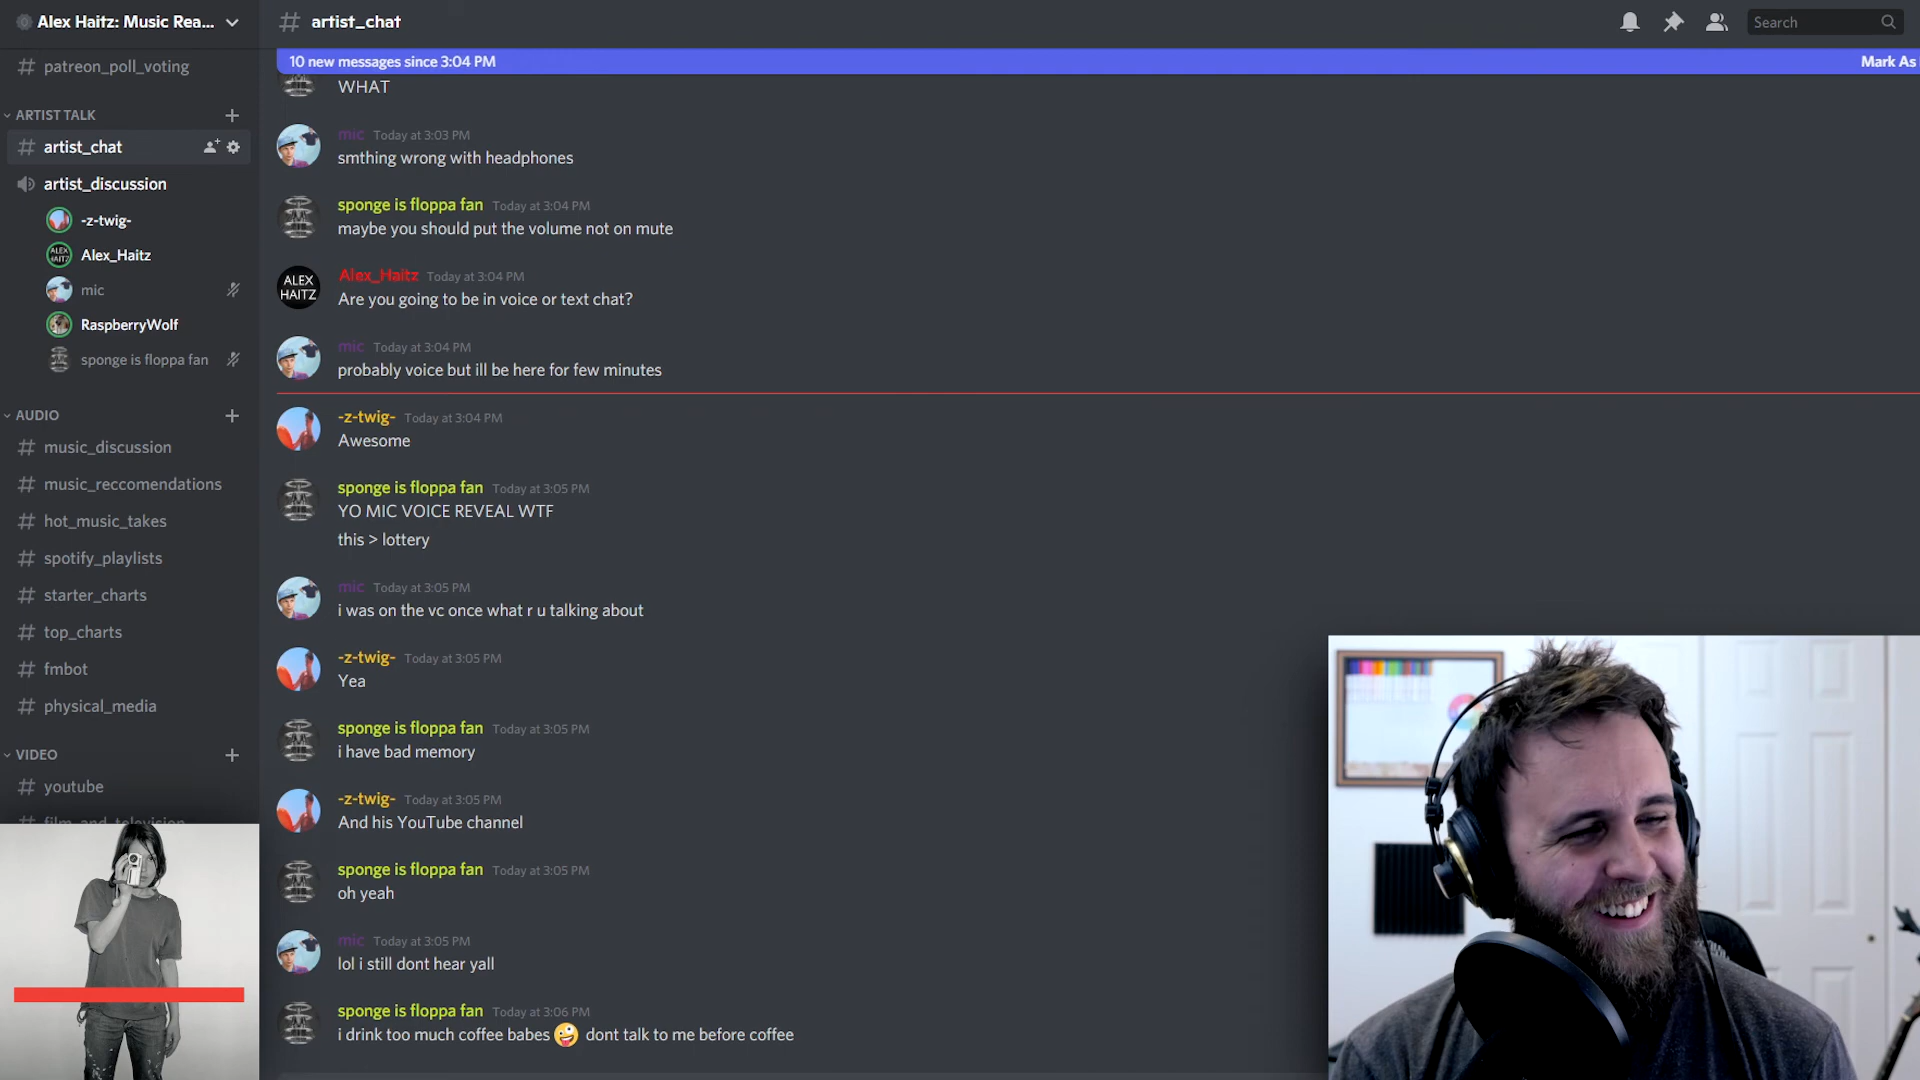 Alex Haitz: Music Rea...
patreon_poll_voting
ARTIST TALK
artist_chat
artist_discussion
-z-twig-
Alex_Haitz
mic
RaspberryWolf
sponge is floppa fan
AUDIO
music_discussion
music_reccomendations
hot_music_takes
spotify_playlists
starter_charts
top_charts
fmbot
physical_media
VIDEO
youtube
film_and_television
# artist_chat
Search
10 new messages since 3:04 PM
Mark As
WHAT
mic Today at 3:03 PM
smthing wrong with headphones
sponge is floppa fan Today at 3:04 PM
maybe you should put the volume not on mute
ALEX HAITZ
Alex_Haitz Today at 3:04 PM
Are you going to be in voice or text chat?
mic Today at 3:04 PM
probably voice but ill be here for few minutes
-z-twig- Today at 3:04 PM
Awesome
sponge is floppa fan Today at 3:05 PM
YO MIC VOICE REVEAL WTF
this > lottery
mic Today at 3:05 PM
i was on the vc once what r u talking about
-z-twig- Today at 3:05 PM
Yea
sponge is floppa fan Today at 3:05 PM
i have bad memory
-z-twig- Today at 3:05 PM
And his YouTube channel
sponge is floppa fan Today at 3:05 PM
oh yeah
mic Today at 3:05 PM
lol i still dont hear yall
sponge is floppa fan Today at 3:06 PM
i drink too much coffee babes 🤪 dont talk to me before coffee